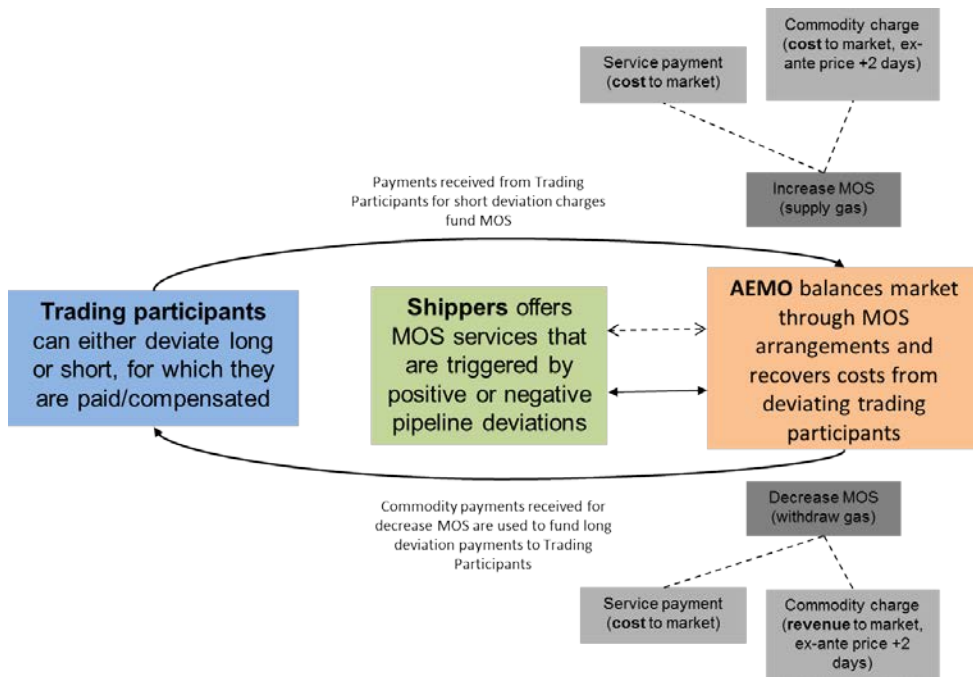 Commodity charge
(cost to market, ex-
ante price +2 days)
Service payment
(cost to market)
Increase MOS
(supply gas)
Payments received from Trading
Participants for short deviation charges
fund MOS
Trading participants
can either deviate long
or short, for which they
are paid/compensated
Shippers offers
MOS services that
are triggered by
positive or negative
pipeline deviations
AEMO balances market
through MOS
arrangements and
recovers costs from
deviating trading
participants
Commodity payments received for
decrease MOS are used to fund long
deviation payments to Trading
Participants
Decrease MOS
(withdraw gas)
Service payment
(cost to market)
Commodity charge
(revenue to market,
ex-ante price +2
days)